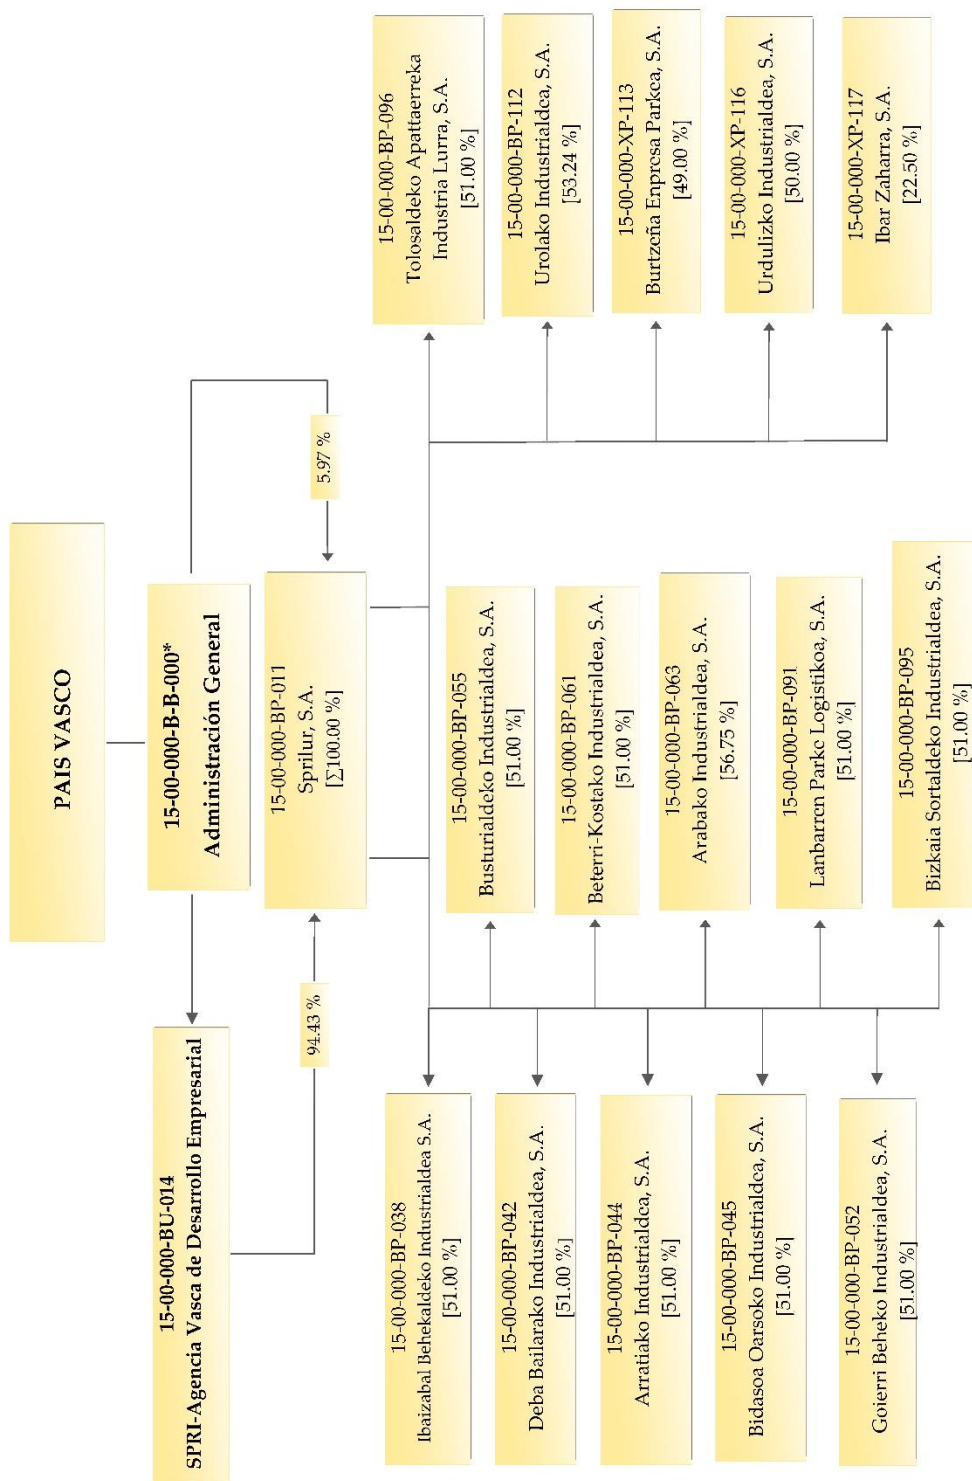 PAIS VASCO
15-00-000-B-B-000*
Administración General
15-00-000-BU-014
SPRI-Agencia Vasca de Desarrollo Empresarial
94.43 %
5.97 %
15-00-000-BP-011
Sprilur, S.A.
[∑100.00 %]
15-00-000-BP-038
Ibaizabal Behekaldeko Industrialdea S.A.
[51.00 %]
15-00-000-BP-042
Deba Bailarako Industrialdea, S.A.
[51.00 %]
15-00-000-BP-044
Arratiako Industrialdea, S.A.
[51.00 %]
15-00-000-BP-045
Bidasoa Oarsoko Industrialdea, S.A.
[51.00 %]
15-00-000-BP-052
Goierri Beheko Industrialdea, S.A.
[51.00 %]
15-00-000-BP-055
Busturialdeko Industrialdea, S.A.
[51.00 %]
15-00-000-BP-061
Beterri-Kostako Industrialdea, S.A.
[51.00 %]
15-00-000-BP-063
Arabako Industrialdea, S.A.
[56.75 %]
15-00-000-BP-091
Lanbarren Parke Logistikoa, S.A.
[51.00 %]
15-00-000-BP-095
Bizkaia Sortaldeko Industrialdea, S.A.
[51.00 %]
15-00-000-BP-096
Tolosaldeko Apattaerreka
Industria Lurra, S.A.
[51.00 %]
15-00-000-BP-112
Urolako Industrialdea, S.A.
[53.24 %]
15-00-000-XP-113
Burtzeña Enpresa Parkea, S.A.
[49.00 %]
15-00-000-XP-116
Urdulizko Industrialdea, S.A.
[50.00 %]
15-00-000-XP-117
Ibar Zaharra, S.A.
[22.50 %]